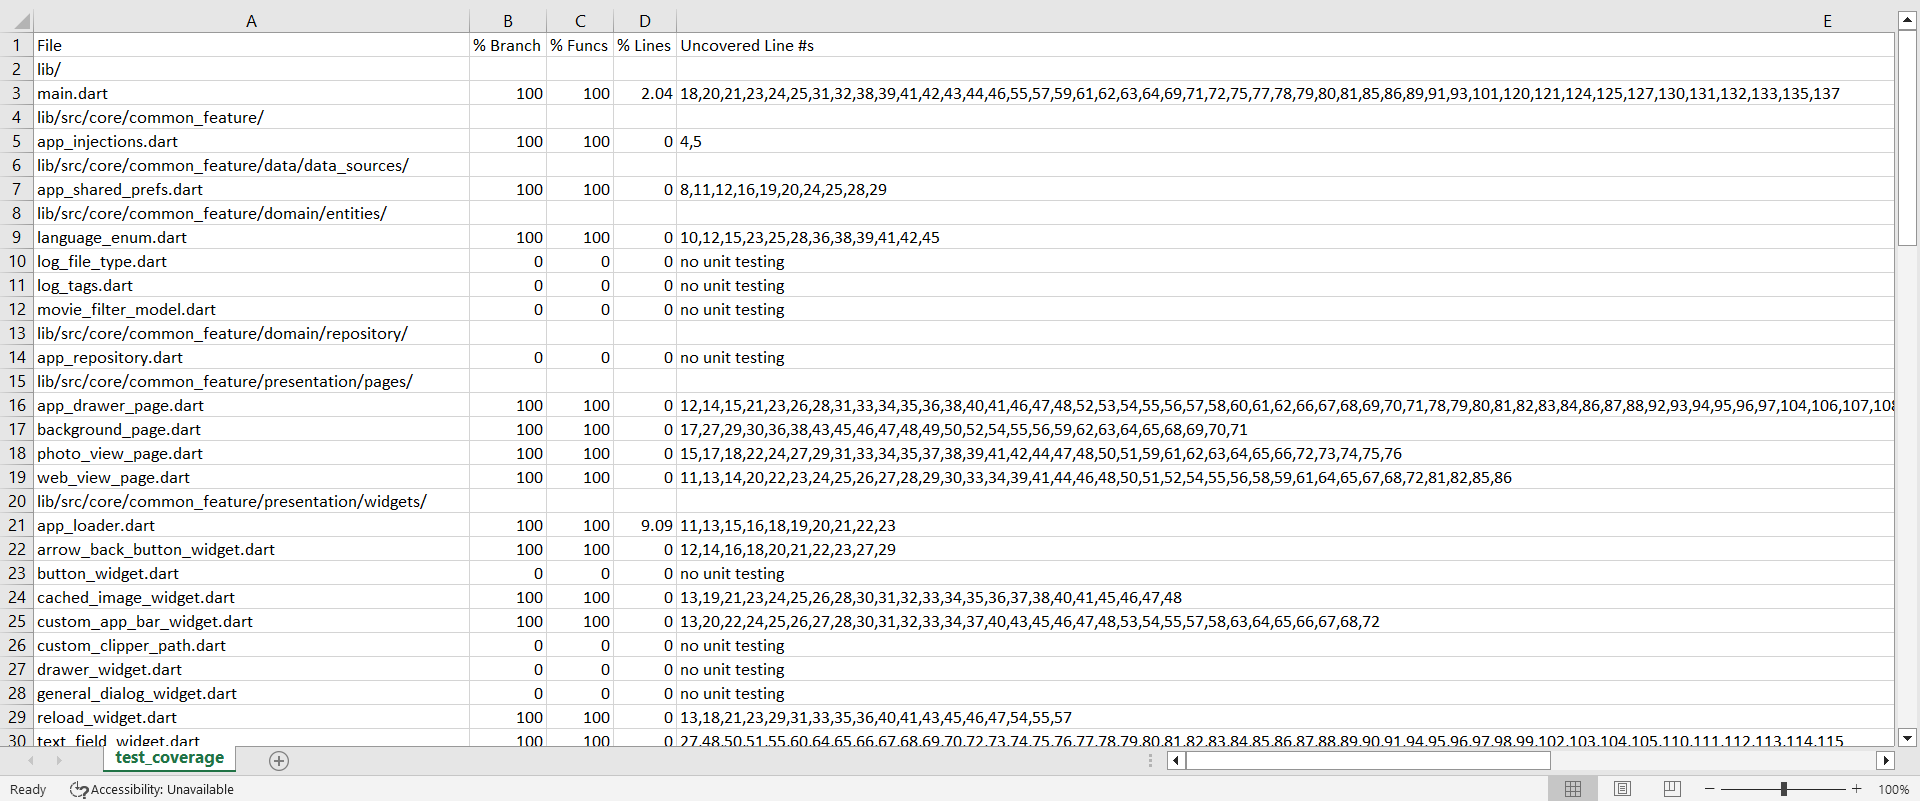 A B C D E
1 File % Branch % Funcs % Lines Uncovered Line #s
2 lib/
3 main.dart 100 100 2.04 18,20,21,23,24,25,31,32,38,39,41,42,43,44,46,55,57,59,61,62,63,64,69,71,72,75,77,78,79,80,81,85,86,89,91,93,101,120,121,124,125,127,130,131,132,133,135,137
4 lib/src/core/common_feature/
5 app_injections.dart 100 100 0 4,5
6 lib/src/core/common_feature/data/data_sources/
7 app_shared_prefs.dart 100 100 0 8,11,12,16,19,20,24,25,28,29
8 lib/src/core/common_feature/domain/entities/
9 language_enum.dart 100 100 0 10,12,15,23,25,28,36,38,39,41,42,45
10 log_file_type.dart 0 0 0 no unit testing
11 log_tags.dart 0 0 0 no unit testing
12 movie_filter_model.dart 0 0 0 no unit testing
13 lib/src/core/common_feature/domain/repository/
14 app_repository.dart 0 0 0 no unit testing
15 lib/src/core/common_feature/presentation/pages/
16 app_drawer_page.dart 100 100 0 12,14,15,21,23,26,28,31,33,34,35,36,38,40,41,46,47,48,52,53,54,55,56,57,58,60,61,62,66,67,68,69,70,71,78,79,80,81,82,83,84,86,87,88,92,93,94,95,96,97,104,106,107,108
17 background_page.dart 100 100 0 17,27,29,30,36,38,43,45,46,47,48,49,50,52,54,55,56,59,62,63,64,65,68,69,70,71
18 photo_view_page.dart 100 100 0 15,17,18,22,24,27,29,31,33,34,35,37,38,39,41,42,44,47,48,50,51,59,61,62,63,64,65,66,72,73,74,75,76
19 web_view_page.dart 100 100 0 11,13,14,20,22,23,24,25,26,27,28,29,30,33,34,39,41,44,46,48,50,51,52,54,55,56,58,59,61,64,65,67,68,72,81,82,85,86
20 lib/src/core/common_feature/presentation/widgets/
21 app_loader.dart 100 100 9.09 11,13,15,16,18,19,20,21,22,23
22 arrow_back_button_widget.dart 100 100 0 12,14,16,18,20,21,22,23,27,29
23 button_widget.dart 0 0 0 no unit testing
24 cached_image_widget.dart 100 100 0 13,19,21,23,24,25,26,28,30,31,32,33,34,35,36,37,38,40,41,45,46,47,48
25 custom_app_bar_widget.dart 100 100 0 13,20,22,24,25,26,27,28,30,31,32,33,34,37,40,43,45,46,47,48,53,54,55,57,58,63,64,65,66,67,68,72
26 custom_clipper_path.dart 0 0 0 no unit testing
27 drawer_widget.dart 0 0 0 no unit testing
28 general_dialog_widget.dart 0 0 0 no unit testing
29 reload_widget.dart 100 100 0 13,18,21,23,29,31,33,35,36,40,41,43,45,46,47,54,55,57
30 text_field_widget.dart 100 100 0 27,48,50,51,55,60,64,65,66,67,68,69,70,72,73,74,75,76,77,78,79,80,81,82,83,84,85,86,87,88,89,90,91,94,95,96,97,98,99,102,103,104,105,110,111,112,113,114,115
test_coverage
Ready Accessibility: Unavailable 100%